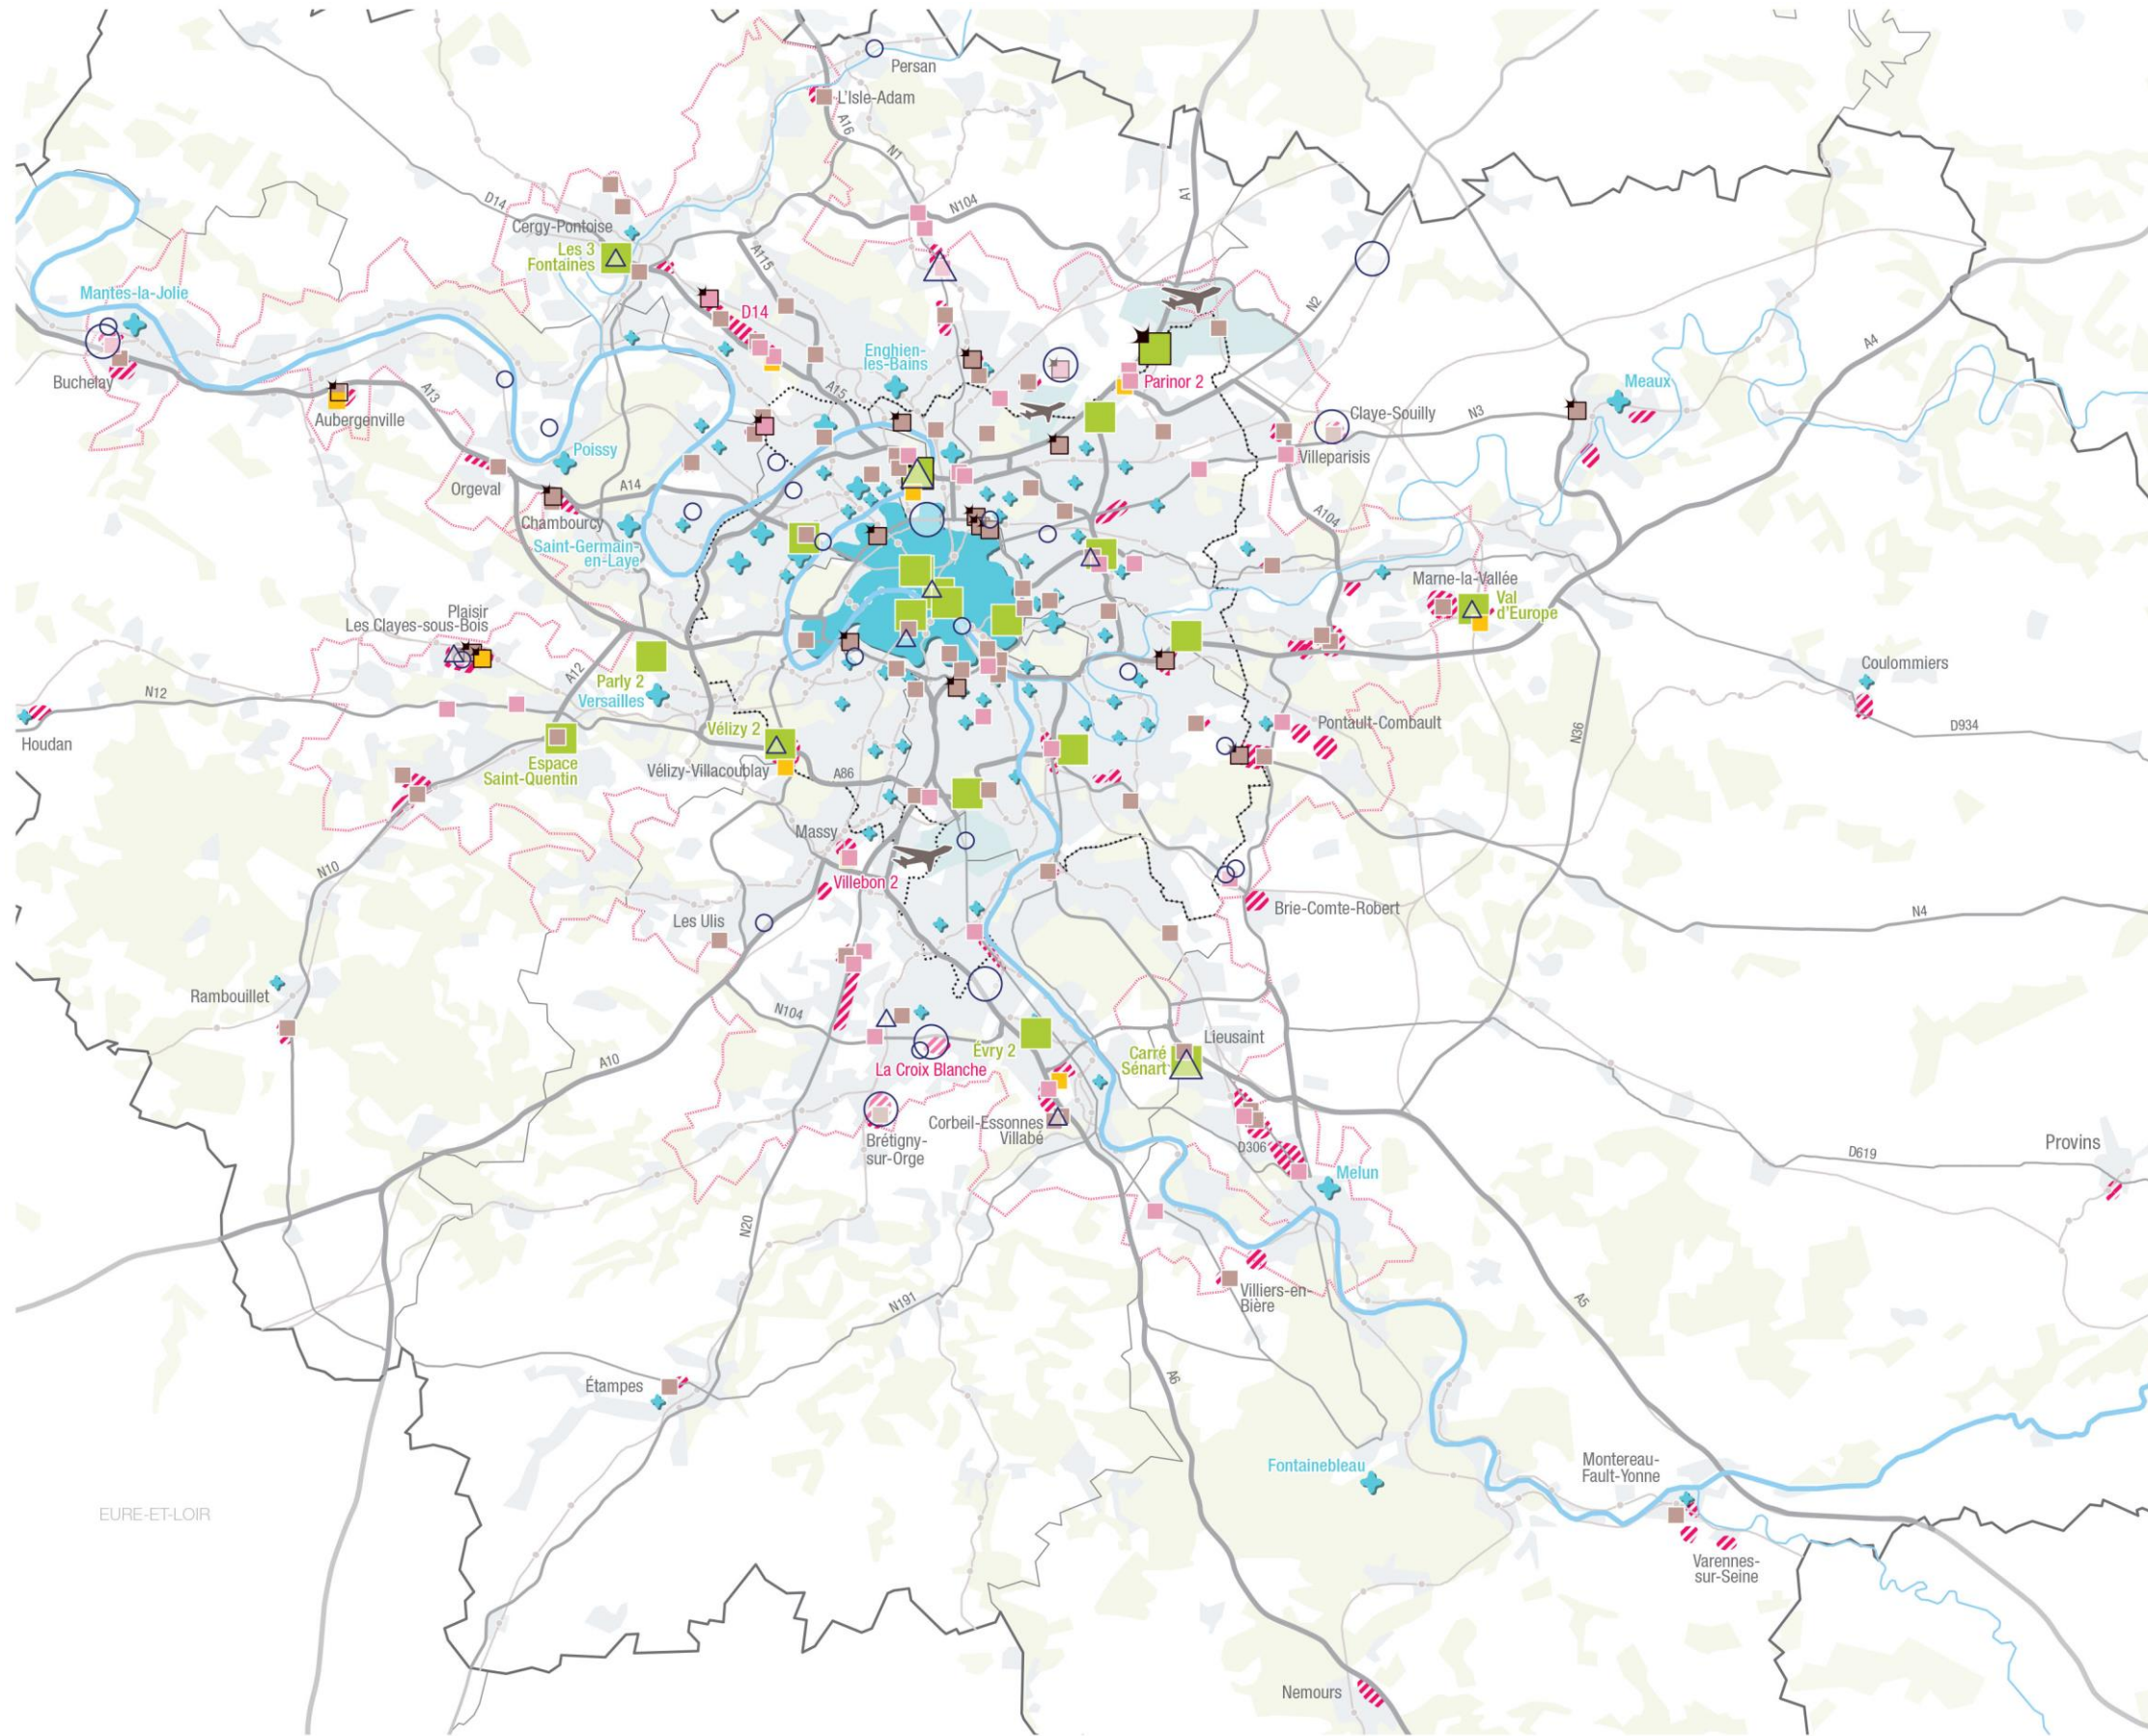 Persan
L'Isle-Adam
A16
N1
A1
D14
N104
Cergy-Pontoise
Les 3
Fontaines
A115
N2
Mantes-la-Jolie
D14
A4
Enghien-
les-Bains
Buchelay
A13
A15
Parinor 2
Meaux
Aubergenville
Claye-Souilly
N3
Poissy
Villeparisis
Orgeval
A14
Chambourcy
A104
Saint-Germain-
en-Laye
Marne-la-Vallée
Val
d'Europe
Plaisir
Les Clayes-sous-Bois
Coulommiers
A12
Parly 2
N12
Versailles
Pontault-Combault
D934
Houdan
Vélizy 2
N36
Espace
Saint-Quentin
Vélizy-Villacoublay
A86
Massy
N10
Villebon 2
Brie-Comte-Robert
N4
Les Ulis
Rambouillet
N104
Lieusaint
Évry 2
Carré
Sénart
A10
La Croix Blanche
Corbeil-Essonnes
Villabé
Brétigny-
sur-Orge
D306
Provins
D619
Melun
N20
Villiers-en-
Bière
N191
A5
A6
Étampes
Fontainebleau
Montereau-
Fault-Yonne
EURE-ET-LOIR
Varennes-
sur-Seine
Nemours